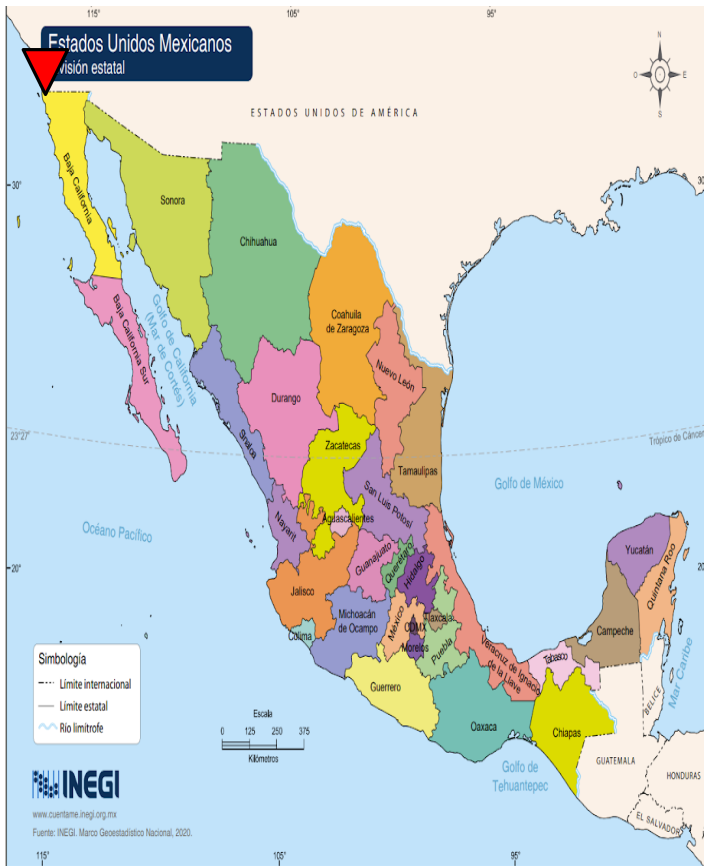 115°
105°
95°
Estados Unidos Mexicanos
visión estatal
N
O
E
S
ESTADOS UNIDOS DE AMÉRICA
30°
30
Baja California
Sonora
Chihuahua
Coahuila
de Zaragoza
Baja California Sur
Golfo de California
(Mar de Cortés)
Nuevo León
Durango
Sinaloa
23°27'
Trópico de Cáncer
Zacatecas
Tamaulipas
San Luis Potosí
Golfo de México
Océano Pacífico
Nayarit
Aguascalientes
Guanajuato
Querétaro
Hidalgo
Yucatán
Quintana Roo
20°
20
Jalisco
Michoacán
de Ocampo
México
CDMX
Tlaxcala
Morelos
Puebla
Colima
Veracruz de Ignacio
de la Llave
Tabasco
Campeche
Guerrero
Oaxaca
Chiapas
BELICE
Mar Caribe
GUATEMALA
HONDURAS
EL SALVADOR
Golfo de
Tehuantepec
Simbología
Límite internacional
Límite estatal
Río limítrofe
Escala
0 125 250 375
Kilómetros
INEGI
www.cuentame.inegi.org.mx
Fuente: INEGI. Marco Geoestadístico Nacional, 2020.
115°
105°
95°